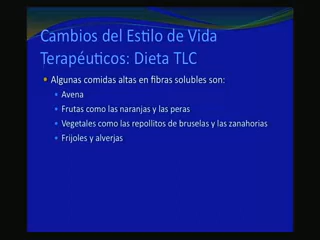 Cambios del Estilo de Vida
Terapéuticos: Dieta TLC
Algunas comidas altas en fibras solubles son:
Avena
Frutas como las naranjas y las peras
Vegetales como las repollitos de bruselas y las zanahorias
Frijoles y alverjas